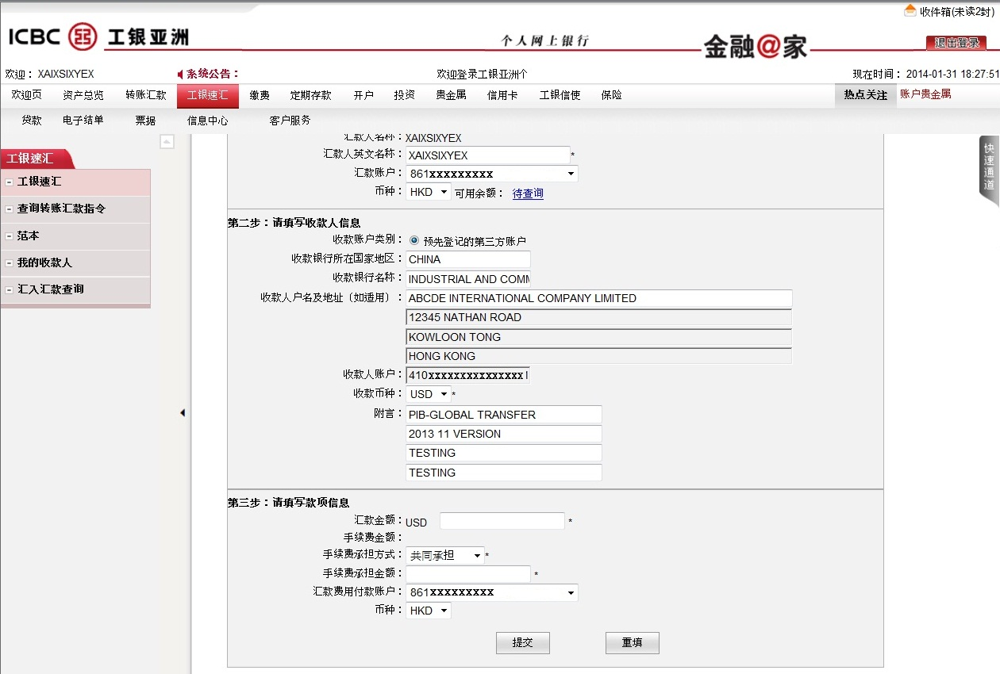 收件箱(未读2封)
ICBC 工银亚洲
个人网上银行
金融@家
退出登录
欢迎： XAIXSIXYEX
系统公告：
欢迎登录工银亚洲个
现在时间： 2014-01-31 18:27:51
欢迎页 资产总览 转账汇款 工银速汇 缴费 定期存款 开户 投资 贵金属 信用卡 工银信使 保险
热点关注 账户贵金属
贷款 电子结单 票据 信息中心 客户服务
工银速汇
工银速汇
查询转账汇款指令
范本
我的收款人
汇入汇款查询
快速通道
汇款人名称： XAIXSIXYEX
汇款人英文名称： XAIXSIXYEX *
汇款账户： 861xxxxxxxxx
币种： HKD 可用余额： 待查询
第二步：请填写收款人信息
收款账户类别： 预先登记的第三方账户
收款银行所在国家地区： CHINA
收款银行名称： INDUSTRIAL AND COMM
收款人户名及地址（如适用）： ABCDE INTERNATIONAL COMPANY LIMITED
12345 NATHAN ROAD
KOWLOON TONG
HONG KONG
收款人账户： 410xxxxxxxxxxxxxxx
收款币种： USD *
附言： PIB-GLOBAL TRANSFER
2013 11 VERSION
TESTING
TESTING
第三步：请填写款项信息
汇款金额： USD *
手续费金额：
手续费承担方式： 共同承担 *
手续费承担金额： *
汇款费用付款账户： 861xxxxxxxxx
币种： HKD
提交 重填